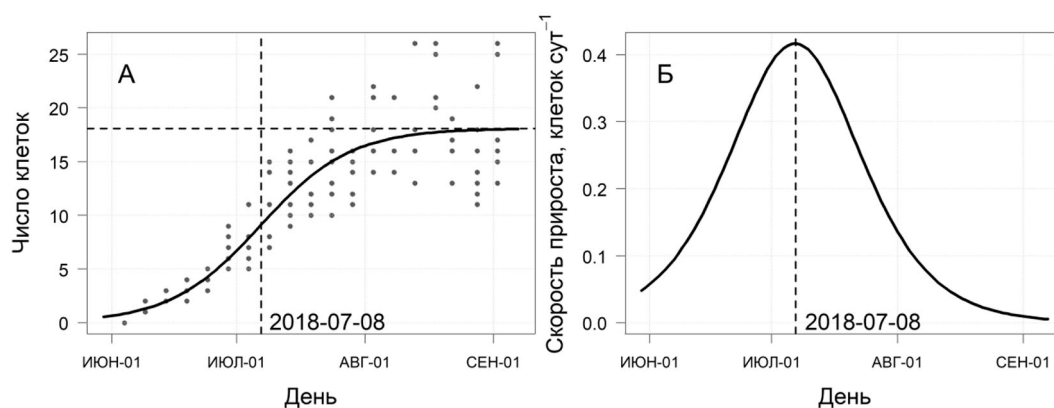 А
Число клеток
25
20
15
10
5
0
2018-07-08
ИЮН-01
ИЮЛ-01
АВГ-01
СЕН-01
День
Б
Скорость прироста, клеток сут⁻¹
0.4
0.3
0.2
0.1
0.0
2018-07-08
ИЮН-01
ИЮЛ-01
АВГ-01
СЕН-01
День